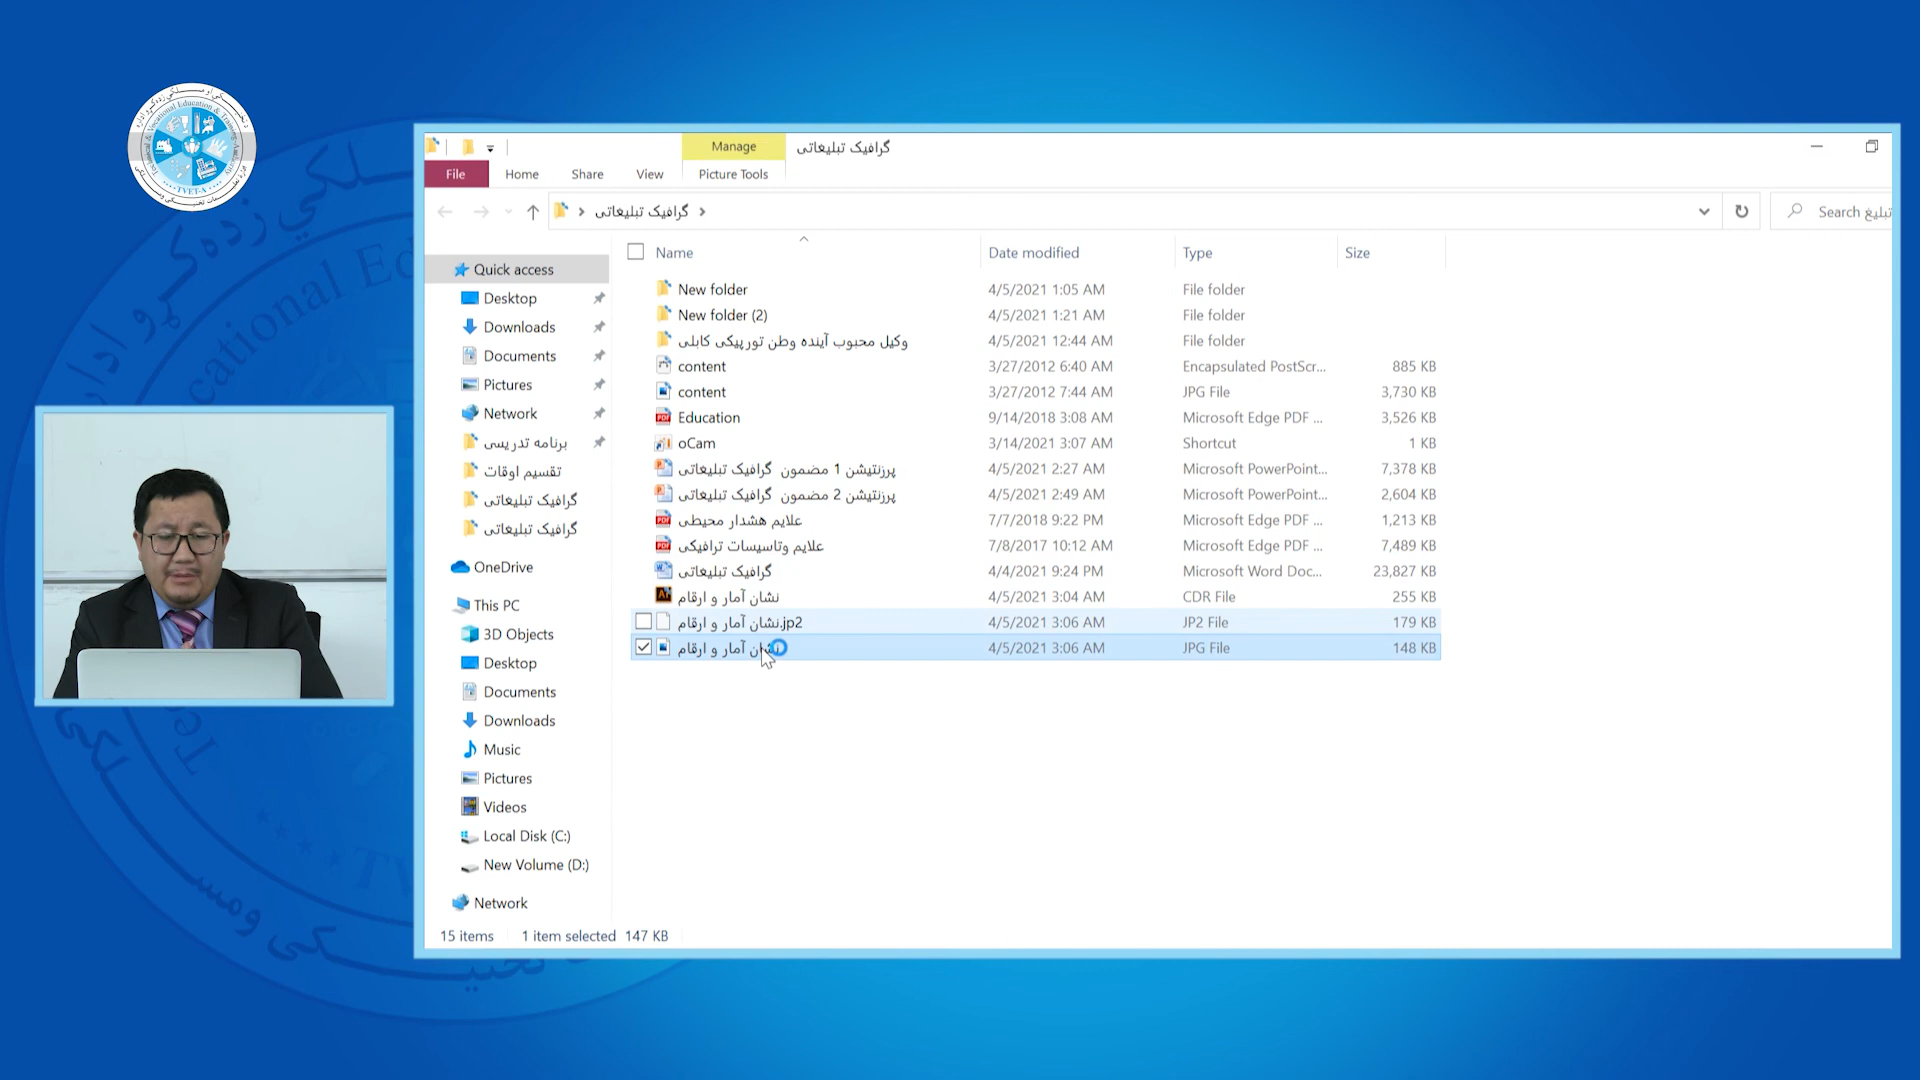 Technical & Vocational Education & Training Authority
TVET-A
Manage
گرافیک تبلیغاتی
File
Home
Share
View
Picture Tools
گرافیک تبلیغاتی
Search تبلیغ
Name
Date modified
Type
Size
Quick access
Desktop
Downloads
Documents
Pictures
Network
برنامه تدریسی
تقسیم اوقات
گرافیک تبلیغاتی
گرافیک تبلیغاتی
OneDrive
This PC
3D Objects
Desktop
Documents
Downloads
Music
Pictures
Videos
Local Disk (C:)
New Volume (D:)
Network
New folder 4/5/2021 1:05 AM File folder
New folder (2) 4/5/2021 1:21 AM File folder
وکیل محبوب آینده وطن تورپیکی کابلی 4/5/2021 12:44 AM File folder
content 3/27/2012 6:40 AM Encapsulated PostScr... 885 KB
content 3/27/2012 7:44 AM JPG File 3,730 KB
Education 9/14/2018 3:08 AM Microsoft Edge PDF ... 3,526 KB
oCam 3/14/2021 3:07 AM Shortcut 1 KB
پرزنتیشن 1 مضمون گرافیک تبلیغاتی 4/5/2021 2:27 AM Microsoft PowerPoint... 7,378 KB
پرزنتیشن 2 مضمون گرافیک تبلیغاتی 4/5/2021 2:49 AM Microsoft PowerPoint... 2,604 KB
علایم هشدار محیطی 7/7/2018 9:22 PM Microsoft Edge PDF ... 1,213 KB
علایم وتاسیسات ترافیکی 7/8/2017 10:12 AM Microsoft Edge PDF ... 7,489 KB
گرافیک تبلیغاتی 4/4/2021 9:24 PM Microsoft Word Doc... 23,827 KB
نشان آمار و ارقام 4/5/2021 3:04 AM CDR File 255 KB
نشان آمار و ارقام.jp2 4/5/2021 3:06 AM JP2 File 179 KB
نشان آمار و ارقام 4/5/2021 3:06 AM JPG File 148 KB
15 items 1 item selected 147 KB